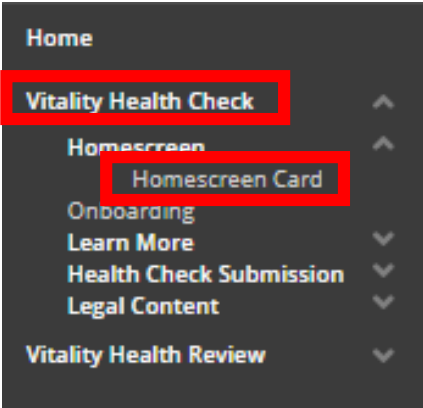 Home
Vitality Health Check
Homescreen
Homescreen Card
Onboarding
Learn More
Health Check Submission
Legal Content
Vitality Health Review